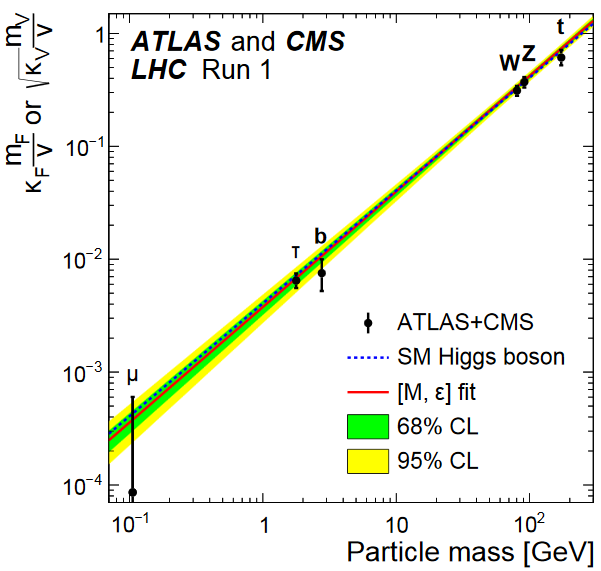 ATLAS and CMS
LHC Run 1
κ_F m_F/v or √κ_V m_V/v
1
10⁻¹
10⁻²
10⁻³
10⁻⁴
μ
τ
b
W
Z
t
ATLAS+CMS
SM Higgs boson
[M, ε] fit
68% CL
95% CL
10⁻¹ 1 10 10²
Particle mass [GeV]